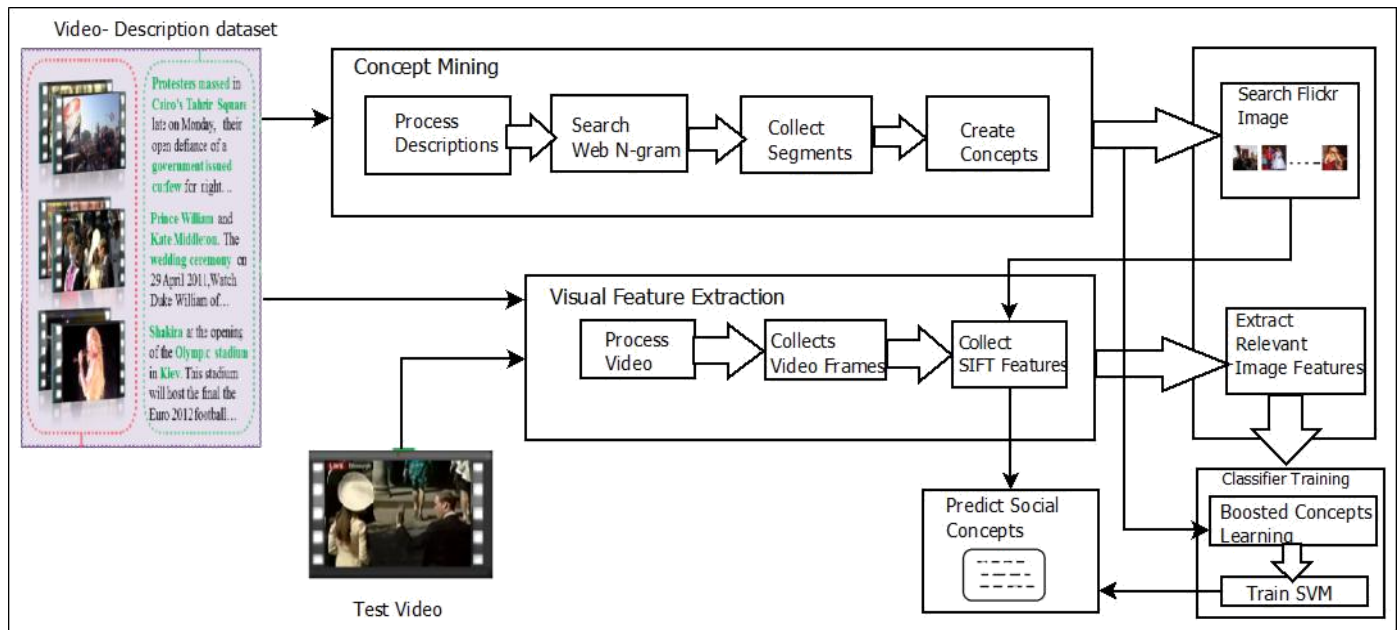 Video- Description dataset
Protesters massed in
Cairo's Tahrir Square
late on Monday, their
open defiance of a
government issued
curfew for night...
Prince William and
Kate Middleton. The
wedding ceremony on
29 April 2011,Watch
Duke William of...
Shakira at the opening
of the Olympic stadium
in Kiev. This stadium
will host the final the
Euro 2012 football...
Concept Mining
Process
Descriptions
Search
Web N-gram
Collect
Segments
Create
Concepts
Search Flickr
Image
Visual Feature Extraction
Process
Video
Collects
Video Frames
Collect
SIFT Features
Extract
Relevant
Image Features
LIVE Edinburgh
Test Video
Predict Social
Concepts
Classifier Training
Boosted Concepts
Learning
Train SVM